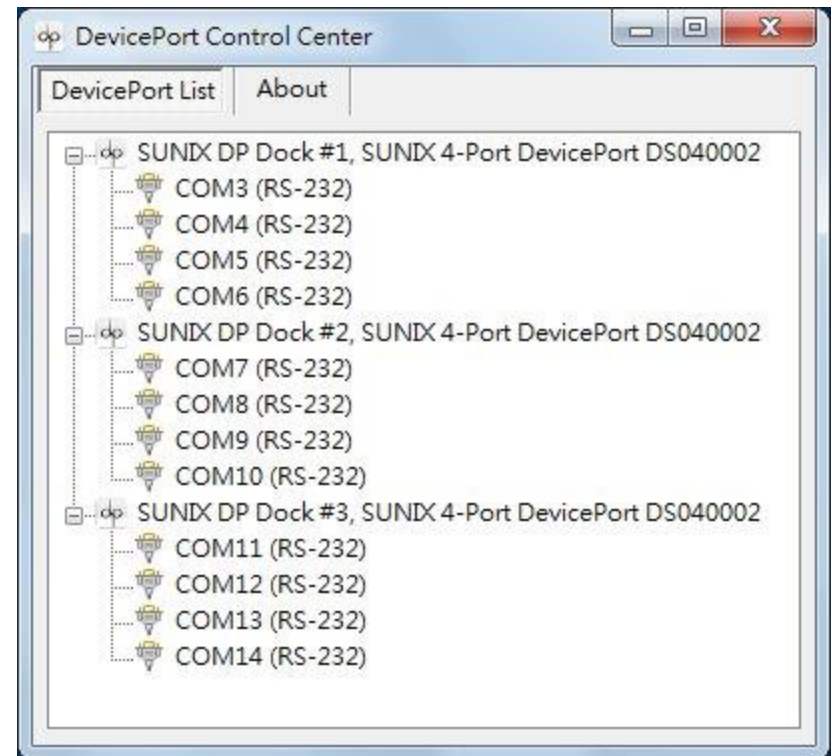 DevicePort Control Center
DevicePort List About
SUNIX DP Dock #1, SUNIX 4-Port DevicePort DS040002
COM3 (RS-232)
COM4 (RS-232)
COM5 (RS-232)
COM6 (RS-232)
SUNIX DP Dock #2, SUNIX 4-Port DevicePort DS040002
COM7 (RS-232)
COM8 (RS-232)
COM9 (RS-232)
COM10 (RS-232)
SUNIX DP Dock #3, SUNIX 4-Port DevicePort DS040002
COM11 (RS-232)
COM12 (RS-232)
COM13 (RS-232)
COM14 (RS-232)